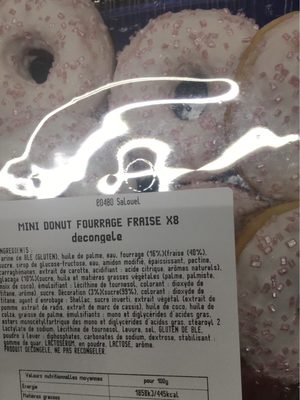 80480 Salouel
MINI DONUT FOURRAGE FRAISE X8
decongele
INGREDIENTS
farine de BLE (GLUTEN), huile de palme, eau, fourrage (16%)(fraise (40%),
sucre, sirop de glucose-fructose, eau, amidon modifié, épaississant, pectine,
carraghénanes, extrait de carotte, acidifiant : acide citrique, arômes naturels),
glaçage (16%)(sucre, huile et matières grasses végétales (palme, palmiste,
noix de coco), émulsifiant : lécithine de tournesol, colorant : dioxyde de
titane, arôme), sucre, Décoration (3%)(sucre(93%), colorant : dioxyde de
titane, agent d enrobage : Shellac, sucre inverti, extrait végétal (extrait de
extrait de radis, extrait de marc de cassis), huile de coco, huile de
colza, graisse de palme, émulsifiants : mono et diglycérides d acides gras,
esters monoacétyltartrique des mono et diglycérides d acides gras, stearoyl 2
Lactylate de sodium, lécithine de tournesol, levure, sel, GLUTEN DE BLE,
poudre à lever : diphosphates, carbonates de sodium, dextrose, stabilisant :
gomme de guar, LACTOSERUM, en poudre, LACTOSE, arôme.
PRODUIT DECONGELE, NE PAS RECONGELER.
Valeurs nutritionnelles moyennes pour 100g
Energie 1858kJ/445kcal
Matières grasses